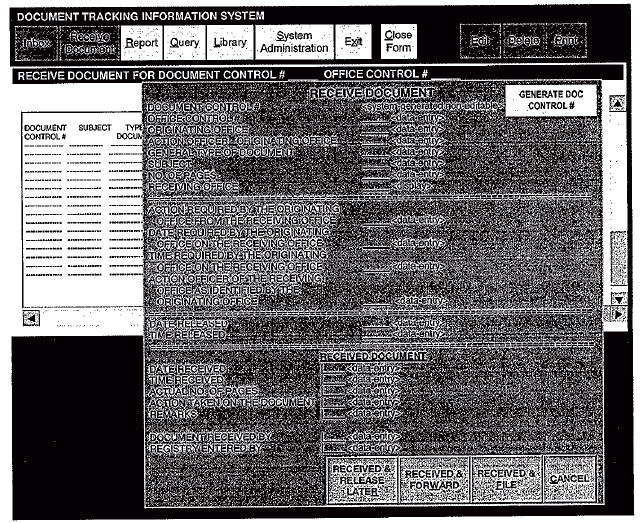 DOCUMENT TRACKING INFORMATION SYSTEM
Inbox Receive Document Report Query Library System Administration Exit Close Form Edit Delete Print
RECEIVE DOCUMENT FOR DOCUMENT CONTROL # ______ OFFICE CONTROL # ______
RECEIVE DOCUMENT
GENERATE DOC CONTROL #
DOCUMENT CONTROL # <system-generated/non-editable>
OFFICE CONTROL # <data-entry>
ORIGINATING OFFICE <data-entry>
ACTION OFFICER ORIGINATING OFFICE <data-entry>
GENERAL TYPE OF DOCUMENT <data-entry>
SUBJECT <data-entry>
NO. OF PAGES <data-entry>
RECEIVING OFFICE <display>
DOCUMENT CONTROL # SUBJECT TYPE DOCUM
ACTION REQUIRED BY THE ORIGINATING
OFFICE WITH RECEIVING OFFICE <data-entry>
DATE REQUIRED BY THE ORIGINATING
OFFICE ON THE RECEIVING OFFICE <data-entry>
TIME REQUIRED BY THE ORIGINATING
OFFICE ON THE RECEIVING OFFICE <data-entry>
ACTION OFFICER OF THE RECEIVING
OFFICE AS IDENTIFIED BY THE
ORIGINATING OFFICE <data-entry>
DATE RELEASED <data-entry>
TIME RELEASED <data-entry>
RECEIVED DOCUMENT
DATE RECEIVED <data-entry>
TIME RECEIVED <data-entry>
ACTUAL NO. OF PAGES <data-entry>
ACTION TAKEN ON THE DOCUMENT <data-entry>
REMARKS <data-entry>
DOCUMENT RECEIVED BY <data-entry>
REGISTRY ENTERED BY <data-entry>
RECEIVED & RELEASE LATER RECEIVED & FORWARD RECEIVED & FILE CANCEL